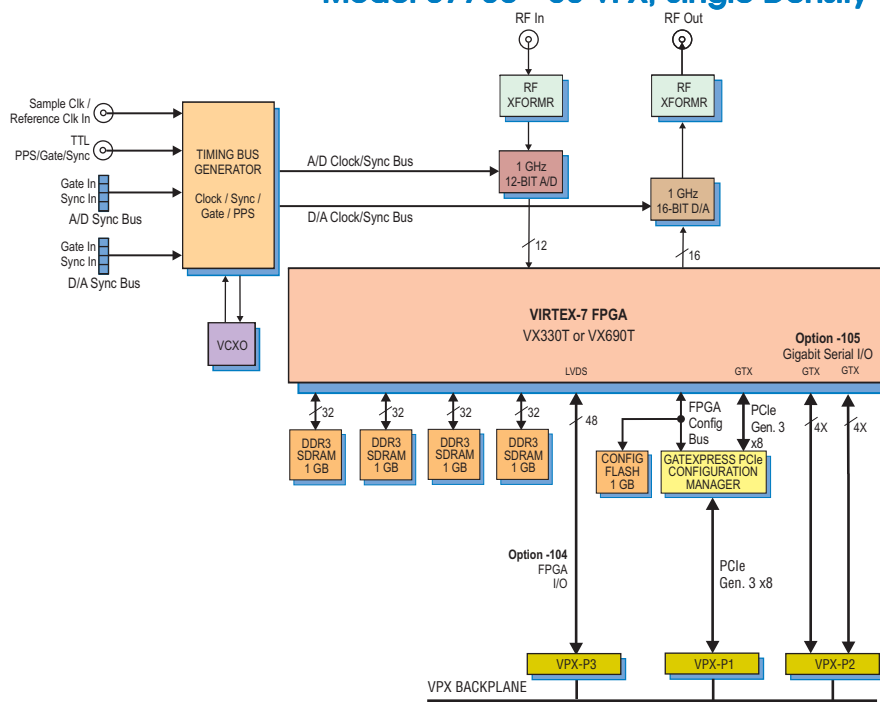 Model VPX, Single Density
RF In
RF Out
RF
XFORMR
RF
XFORMR
Sample Clk /
Reference Clk In
TTL
PPS/Gate/Sync
Gate In
Sync In
A/D Sync Bus
Gate In
Sync In
D/A Sync Bus
TIMING BUS
GENERATOR
Clock / Sync /
Gate / PPS
A/D Clock/Sync Bus
D/A Clock/Sync Bus
1 GHz
12-BIT A/D
1 GHz
16-BIT D/A
12
16
VCXO
VIRTEX-7 FPGA
VX330T or VX690T
Option -105
Gigabit Serial I/O
LVDS
GTX
GTX
GTX
32
32
32
32
48
FPGA
Config
Bus
PCIe
Gen. 3
x8
4X
4X
DDR3
SDRAM
1 GB
DDR3
SDRAM
1 GB
DDR3
SDRAM
1 GB
DDR3
SDRAM
1 GB
CONFIG
FLASH
1 GB
GATEXPRESS PCIe
CONFIGURATION
MANAGER
Option -104
FPGA
I/O
PCIe
Gen. 3 x8
VPX-P3
VPX-P1
VPX-P2
VPX BACKPLANE